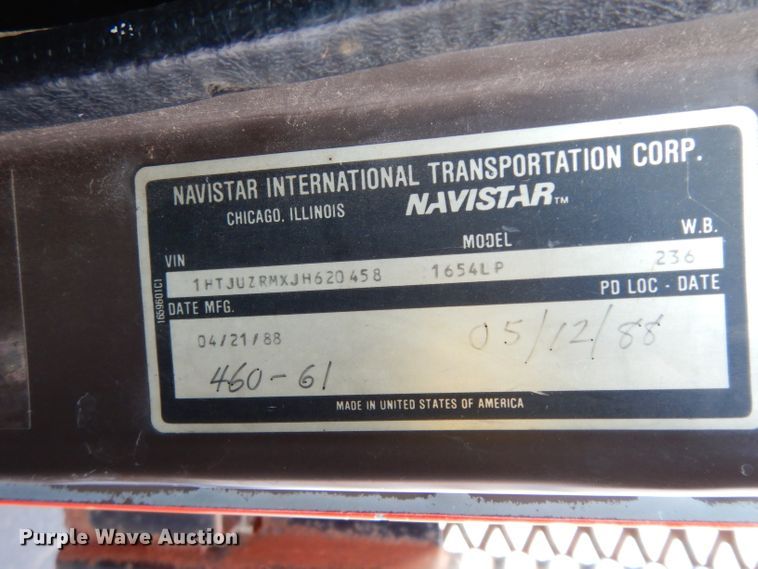 NAVISTAR INTERNATIONAL TRANSPORTATION CORP.
CHICAGO, ILLINOIS NAVISTAR™
VIN MODEL W.B.
1HTJUZRMXJH620458 1654LP 236
DATE MFG. PD LOC - DATE
04/21/88 05/12/88
460-61
MADE IN UNITED STATES OF AMERICA
1659501C1
Purple Wave Auction